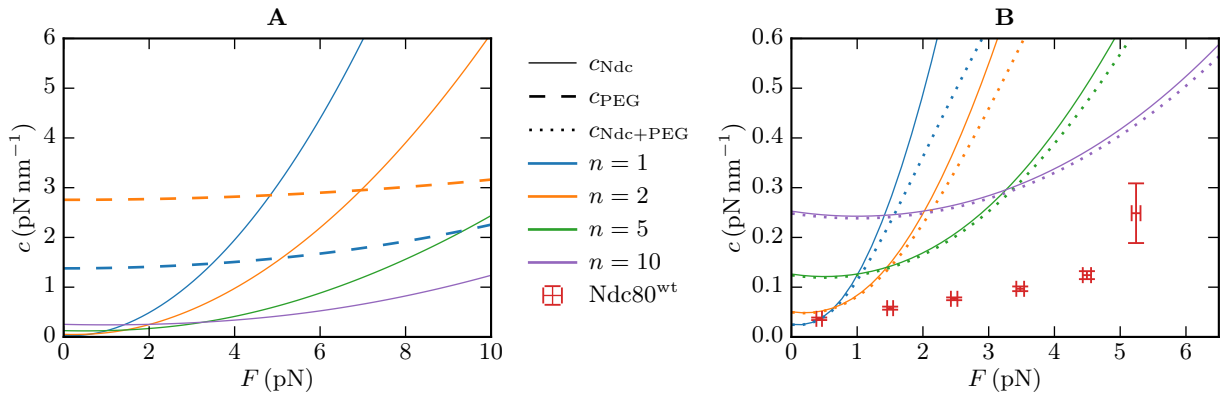 A
6
5
4
3
2
1
0
0 2 4 6 8 10
c (pN nm⁻¹)
F (pN)
c_Ndc
c_PEG
c_Ndc+PEG
n = 1
n = 2
n = 5
n = 10
Ndc80^wt
B
0.6
0.5
0.4
0.3
0.2
0.1
0.0
0 1 2 3 4 5 6
c (pN nm⁻¹)
F (pN)